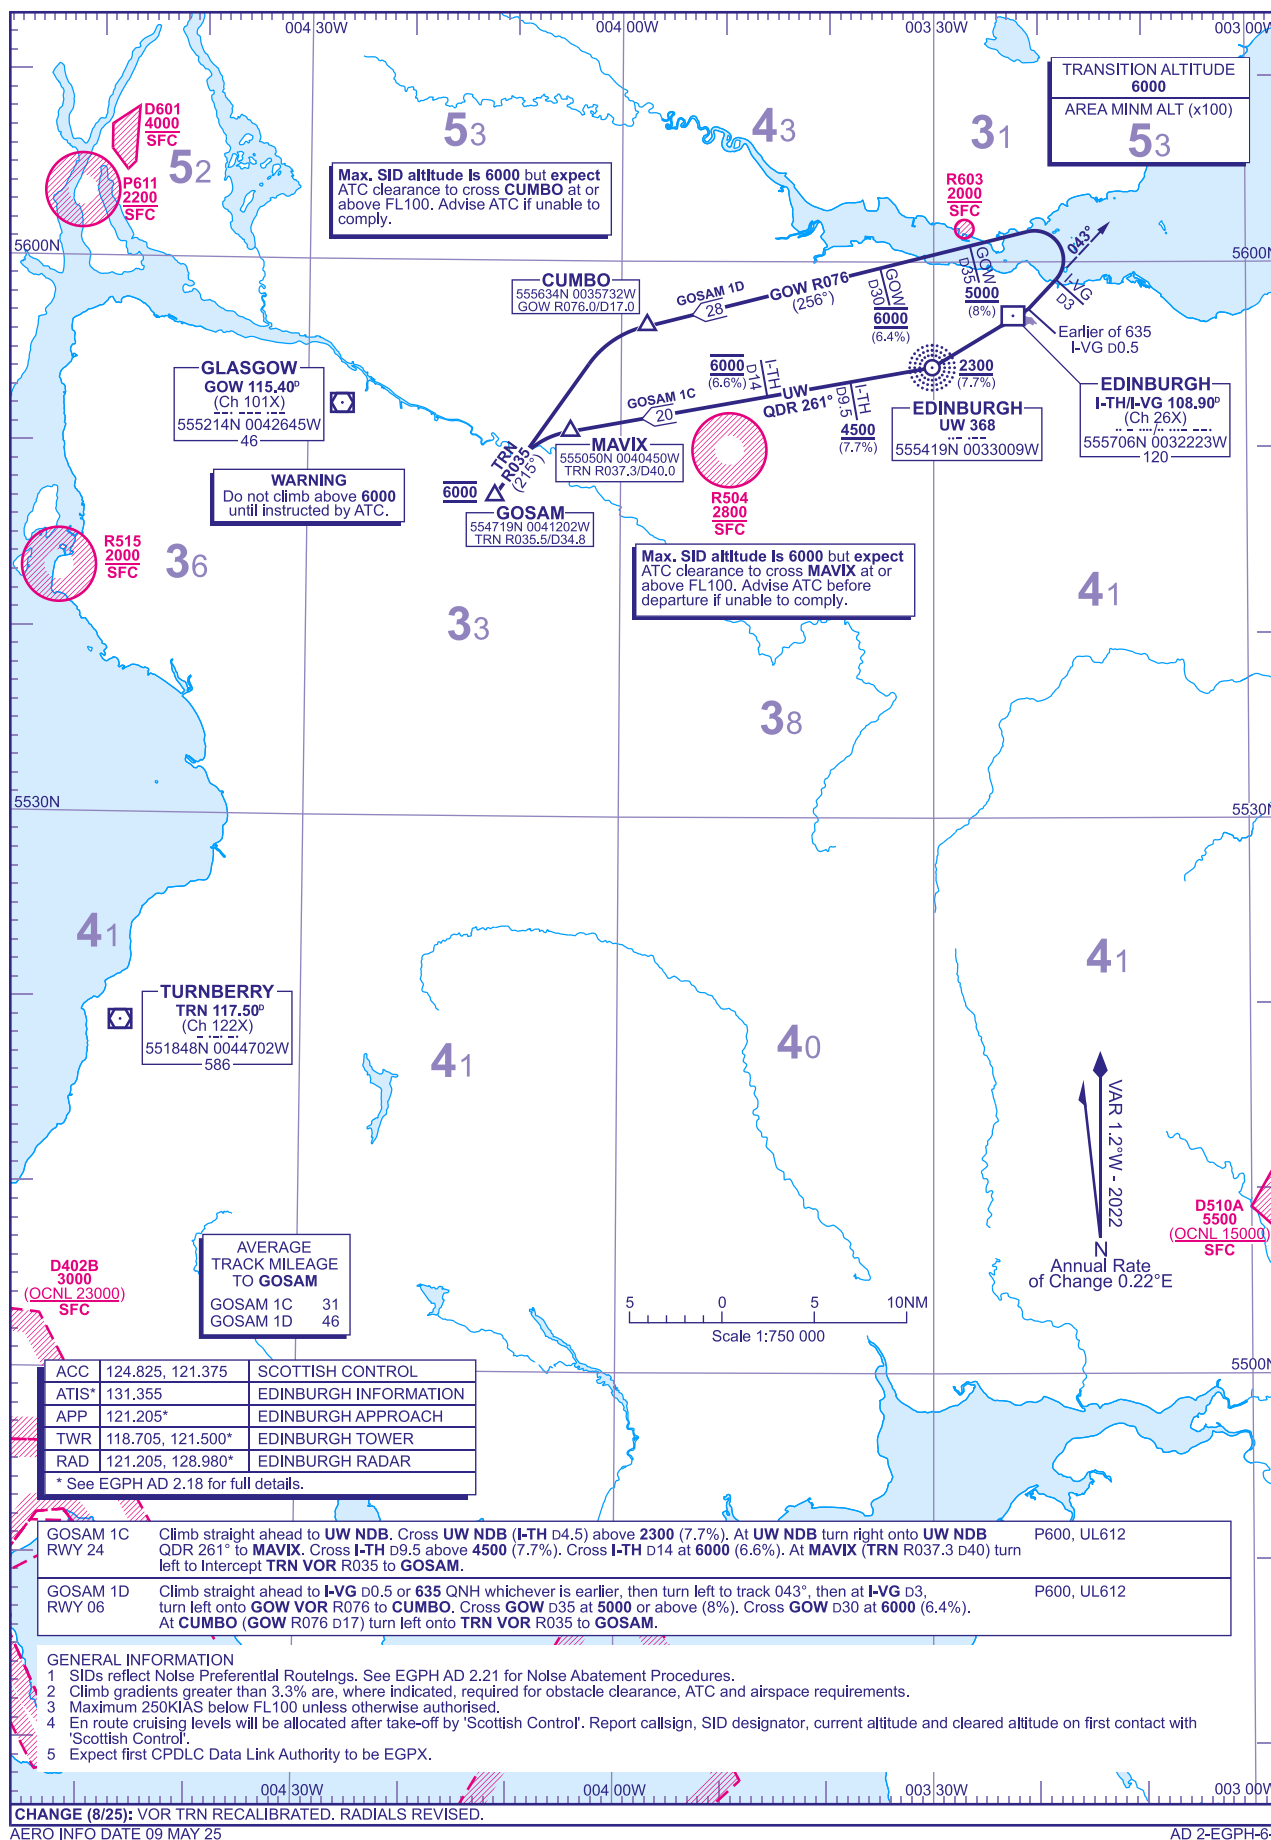 004 30W
004 00W
003 30W
003 00W
TRANSITION ALTITUDE
6000
AREA MINM ALT (x100)
53
D601
4000
SFC
53
43
31
52
P611
2200
SFC
Max. SID altitude is 6000 but expect
ATC clearance to cross CUMBO at or
above FL100. Advise ATC if unable to
comply.
R603
2000
SFC
5600N
5600N
043°
I-VG
D3
CUMBO
555634N 0035732W
GOW R076.0/D17.0
GOSAM 1D
28
GOW R076
(256°)
GOW
D30
6000
(6.4%)
GOW
D35
5000
(8%)
Earlier of 635
I-VG D0.5
GLASGOW
GOW 115.40D
(Ch 101X)
555214N 0042645W
46
6000
(6.6%)
I-TH
D14
UW
QDR 261°
I-TH
D9.5
4500
(7.7%)
2300
(7.7%)
EDINBURGH
UW 368
555419N 0033009W
EDINBURGH
I-TH/I-VG 108.90D
(Ch 26X)
555706N 0032223W
120
GOSAM 1C
20
MAVIX
555050N 0040450W
TRN R037.3/D40.0
TRN
R035
(215°)
6000
GOSAM
554719N 0041202W
TRN R035.5/D34.8
WARNING
Do not climb above 6000
until instructed by ATC.
R504
2800
SFC
Max. SID altitude is 6000 but expect
ATC clearance to cross MAVIX at or
above FL100. Advise ATC before
departure if unable to comply.
R515
2000
SFC
36
33
41
38
5530N
5530N
41
41
TURNBERRY
TRN 117.50D
(Ch 122X)
551848N 0044702W
586
41
40
VAR 1.2°W - 2022
N
Annual Rate
of Change 0.22°E
D510A
5500
(OCNL 15000)
SFC
D402B
3000
(OCNL 23000)
SFC
AVERAGE
TRACK MILEAGE
TO GOSAM
GOSAM 1C 31
GOSAM 1D 46
5 0 5 10NM
Scale 1:750 000
5500N
ACC 124.825, 121.375 SCOTTISH CONTROL
ATIS* 131.355 EDINBURGH INFORMATION
APP 121.205* EDINBURGH APPROACH
TWR 118.705, 121.500* EDINBURGH TOWER
RAD 121.205, 128.980* EDINBURGH RADAR
* See EGPH AD 2.18 for full details.
GOSAM 1C Climb straight ahead to UW NDB. Cross UW NDB (I-TH D4.5) above 2300 (7.7%). At UW NDB turn right onto UW NDB P600, UL612
RWY 24 QDR 261° to MAVIX. Cross I-TH D9.5 above 4500 (7.7%). Cross I-TH D14 at 6000 (6.6%). At MAVIX (TRN R037.3 D40) turn
left to intercept TRN VOR R035 to GOSAM.
GOSAM 1D Climb straight ahead to I-VG D0.5 or 635 QNH whichever is earlier, then turn left to track 043°, then at I-VG D3, P600, UL612
RWY 06 turn left onto GOW VOR R076 to CUMBO. Cross GOW D35 at 5000 or above (8%). Cross GOW D30 at 6000 (6.4%).
At CUMBO (GOW R076 D17) turn left onto TRN VOR R035 to GOSAM.
GENERAL INFORMATION
1 SIDs reflect Noise Preferential Routeings. See EGPH AD 2.21 for Noise Abatement Procedures.
2 Climb gradients greater than 3.3% are, where indicated, required for obstacle clearance, ATC and airspace requirements.
3 Maximum 250KIAS below FL100 unless otherwise authorised.
4 En route cruising levels will be allocated after take-off by 'Scottish Control'. Report callsign, SID designator, current altitude and cleared altitude on first contact with
'Scottish Control'.
5 Expect first CPDLC Data Link Authority to be EGPX.
004 30W
004 00W
003 30W
003 00W
CHANGE (8/25): VOR TRN RECALIBRATED. RADIALS REVISED.
AERO INFO DATE 09 MAY 25
AD 2-EGPH-6-